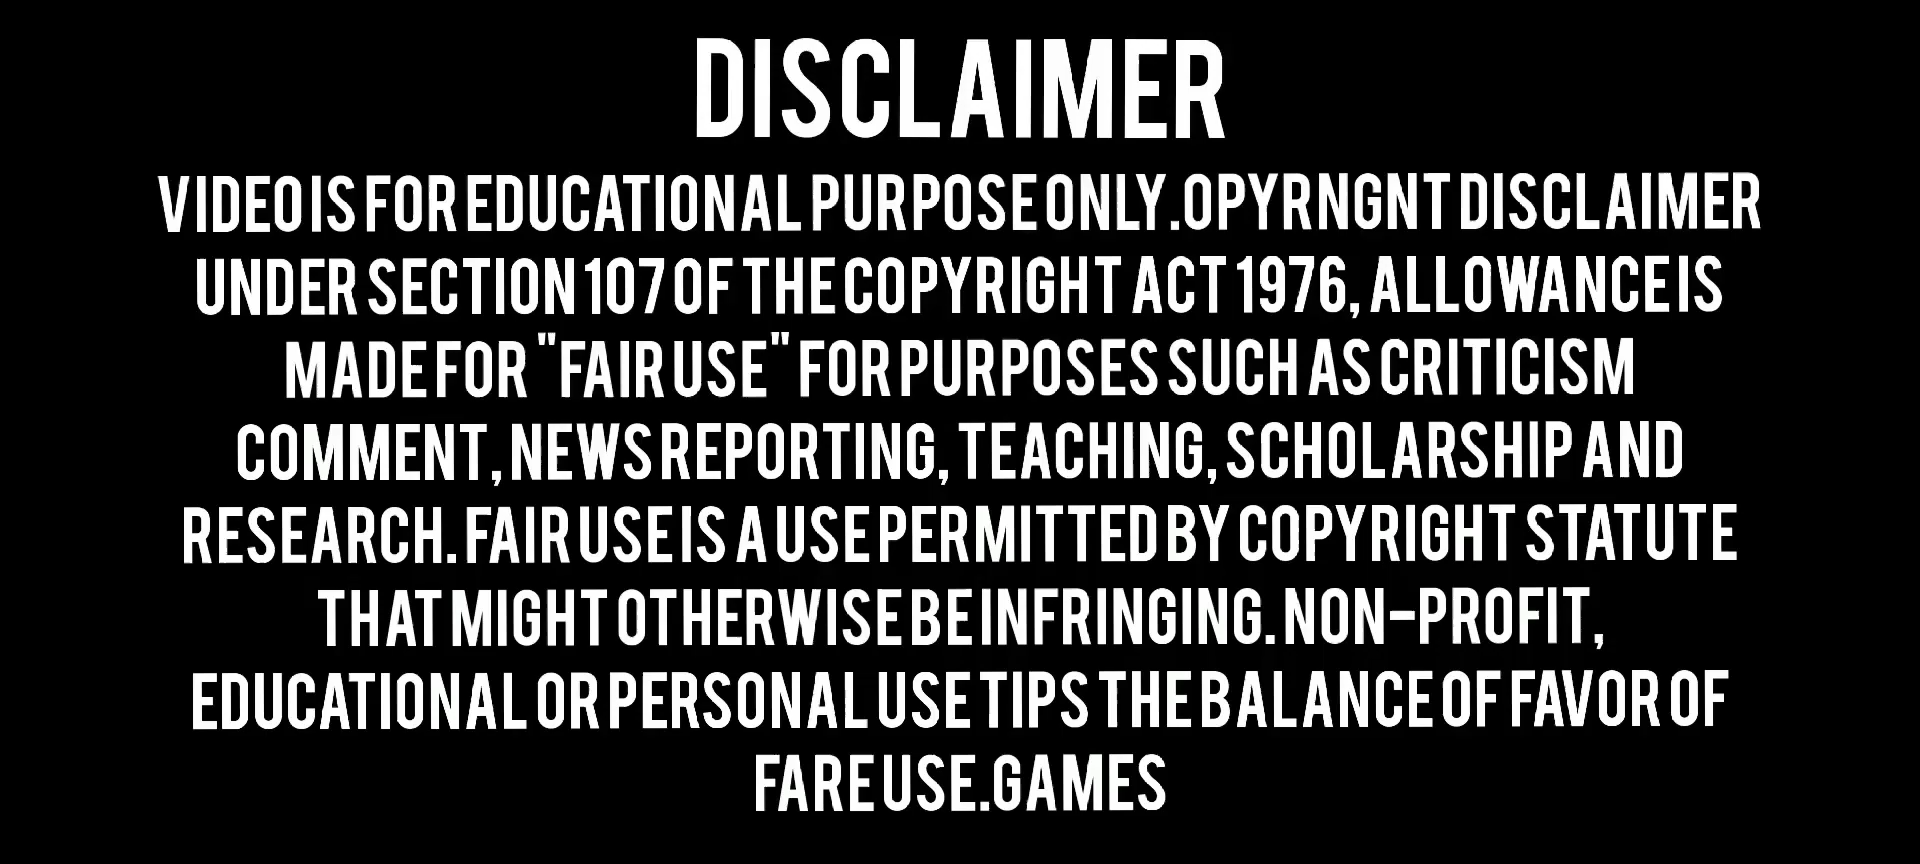 DISCLAIMER
VIDEO IS FOR EDUCATIONAL PURPOSE ONLY.OPYRNGNT DISCLAIMER
UNDER SECTION 107 OF THE COPYRIGHT ACT 1976, ALLOWANCE IS
MADE FOR "FAIR USE" FOR PURPOSES SUCH AS CRITICISM
COMMENT, NEWS REPORTING, TEACHING, SCHOLARSHIP AND
RESEARCH. FAIR USE IS A USE PERMITTED BY COPYRIGHT STATUTE
THAT MIGHT OTHERWISE BE INFRINGING. NON-PROFIT,
EDUCATIONAL OR PERSONAL USE TIPS THE BALANCE OF FAVOR OF
FARE USE.GAMES